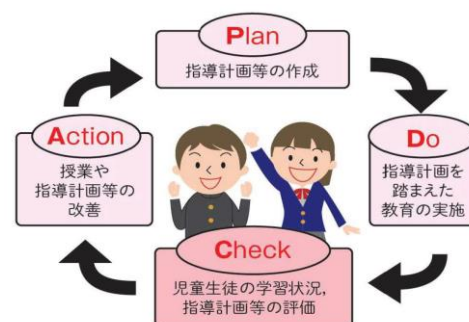 Plan
指導計画等の作成
Do
指導計画を
踏まえた
教育の実施
Check
児童生徒の学習状況,
指導計画等の評価
Action
授業や
指導計画等の
改善